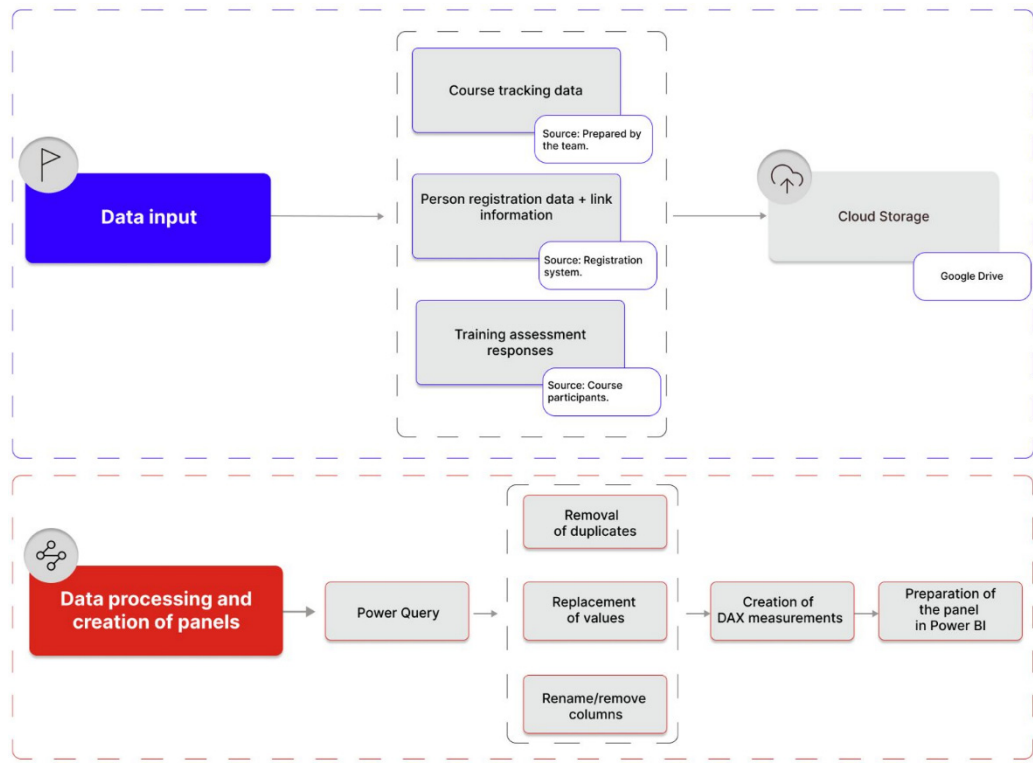 Course tracking data
Source: Prepared by
the team.
Data input
Person registration data + link
information
Source: Registration
system.
Cloud Storage
Google Drive
Training assessment
responses
Source: Course
participants.
Data processing and
creation of panels
Power Query
Removal
of duplicates
Replacement
of values
Rename/remove
columns
Creation of
DAX measurements
Preparation of
the panel
in Power BI